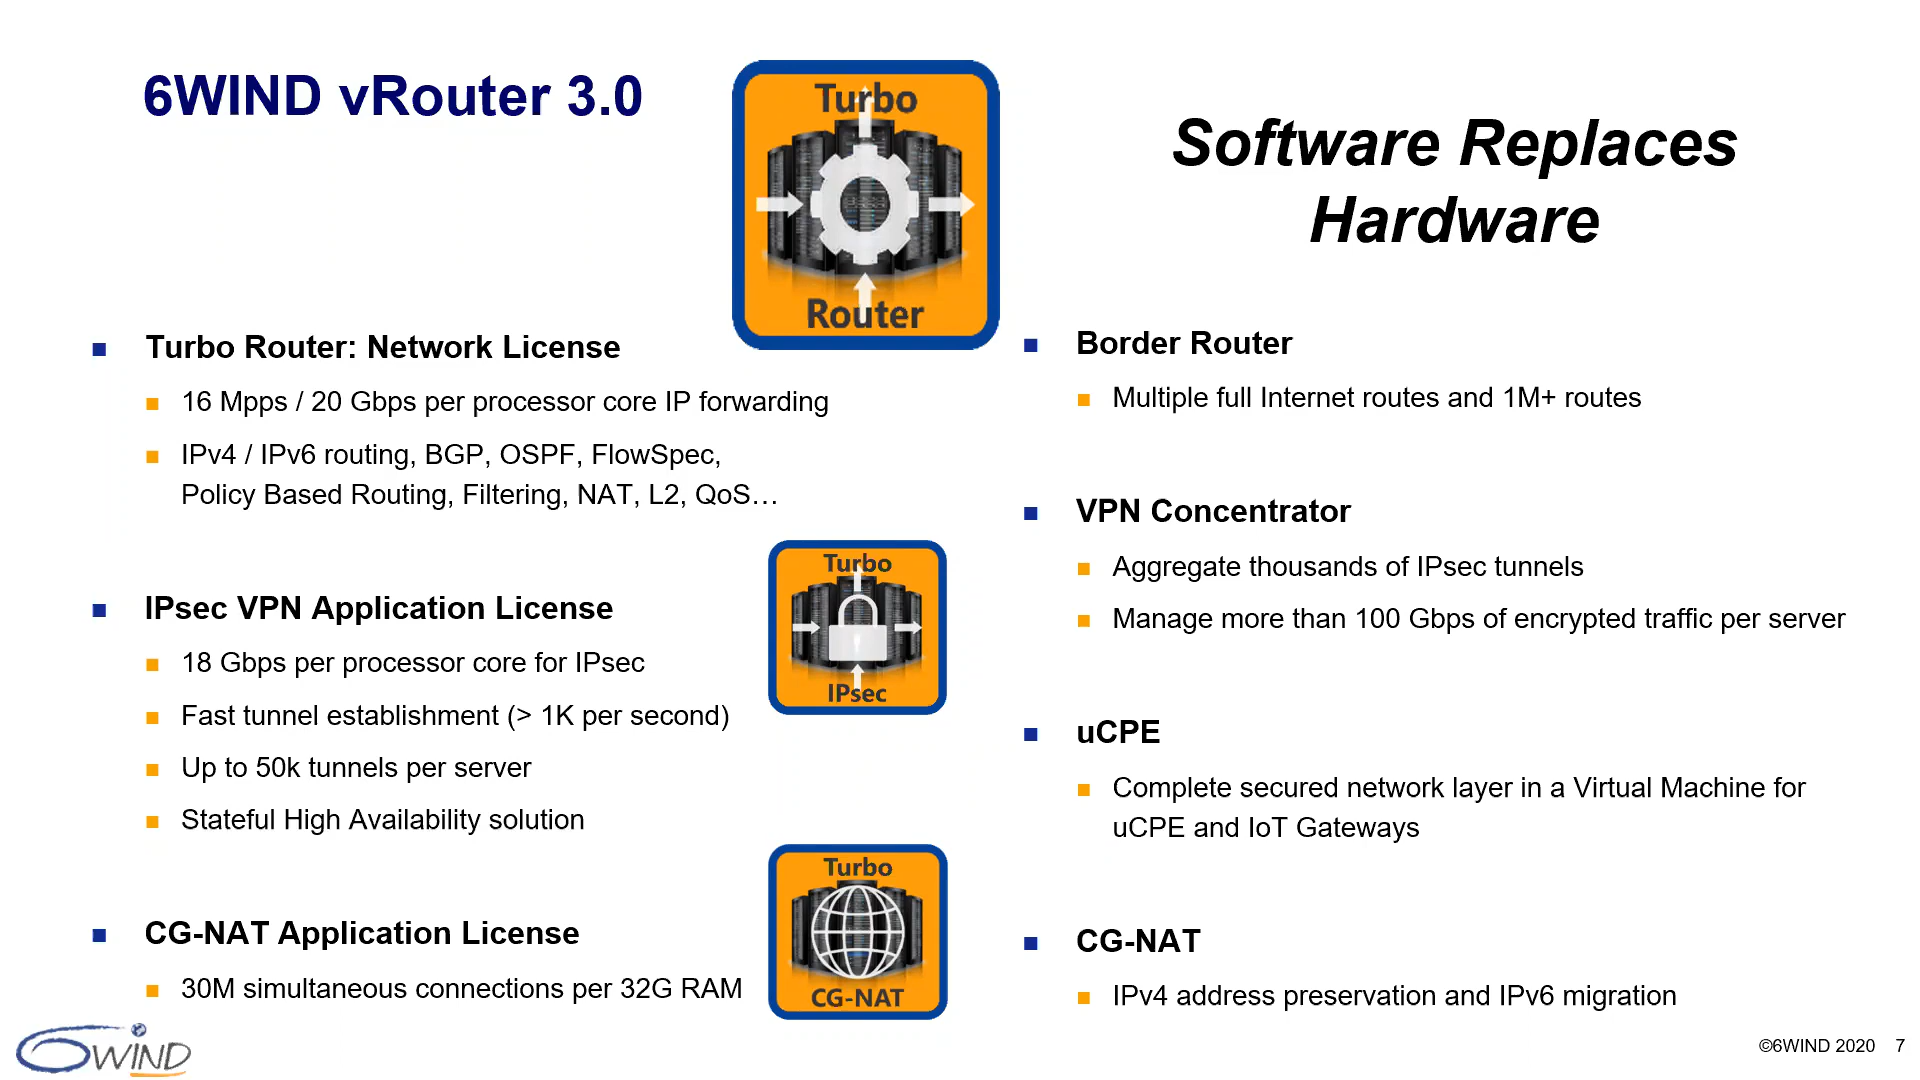 6WIND vRouter 3.0
Turbo
Router
Software Replaces
Hardware
Turbo Router: Network License
16 Mpps / 20 Gbps per processor core IP forwarding
IPv4 / IPv6 routing, BGP, OSPF, FlowSpec,
Policy Based Routing, Filtering, NAT, L2, QoS…
IPsec VPN Application License
18 Gbps per processor core for IPsec
Fast tunnel establishment (> 1K per second)
Up to 50k tunnels per server
Stateful High Availability solution
Turbo
IPsec
CG-NAT Application License
30M simultaneous connections per 32G RAM
Turbo
CG-NAT
Border Router
Multiple full Internet routes and 1M+ routes
VPN Concentrator
Aggregate thousands of IPsec tunnels
Manage more than 100 Gbps of encrypted traffic per server
uCPE
Complete secured network layer in a Virtual Machine for
uCPE and IoT Gateways
CG-NAT
IPv4 address preservation and IPv6 migration
6WIND
©6WIND 2020 7